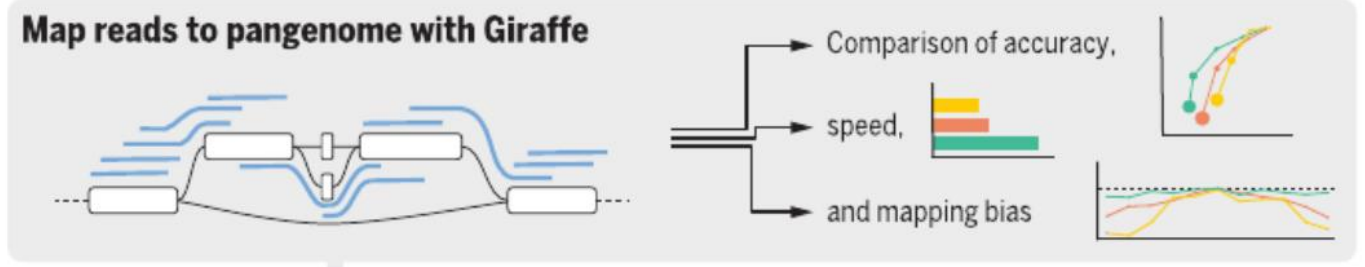 Map reads to pangenome with Giraffe
Comparison of accuracy,
speed,
and mapping bias